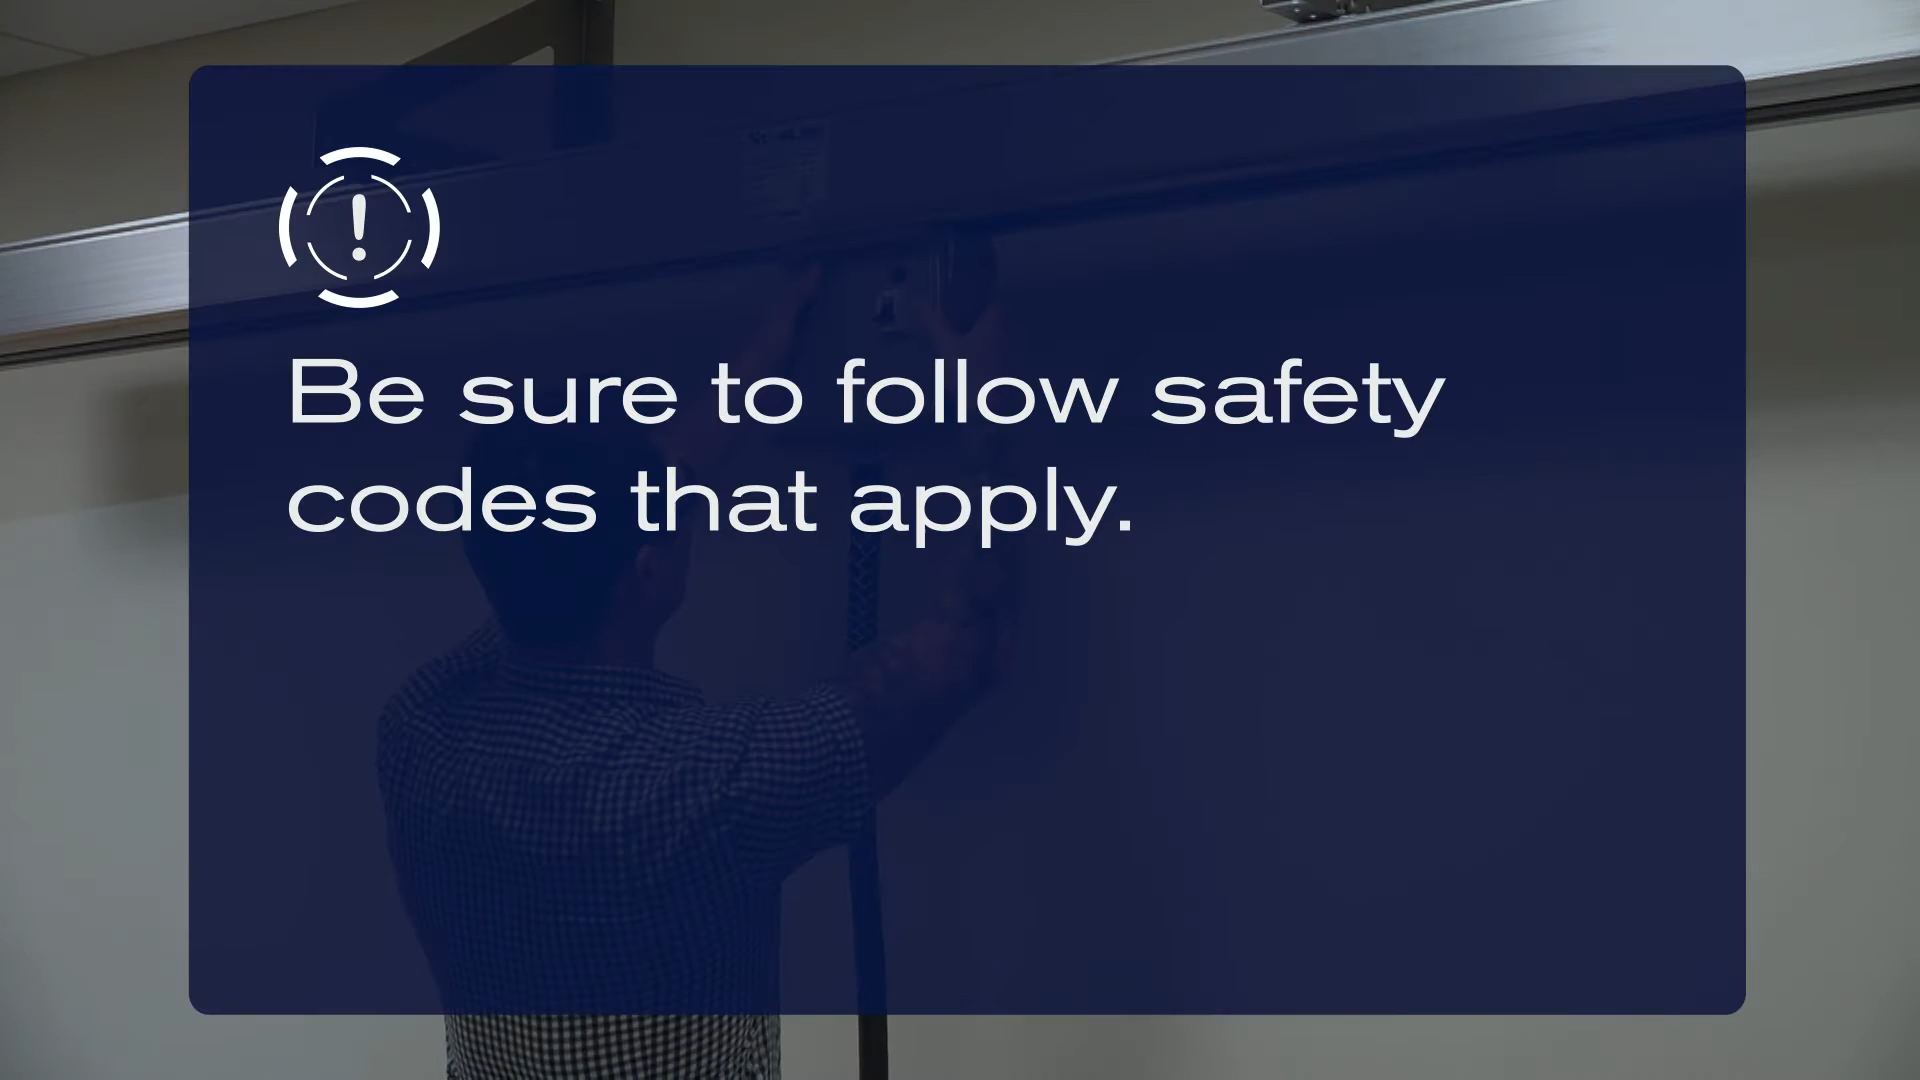 Be sure to follow safety
codes that apply.